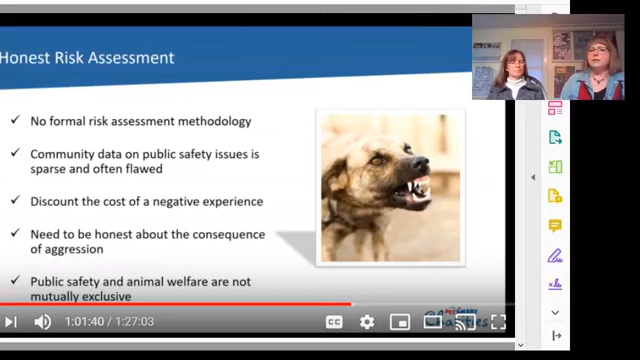 Honest Risk Assessment
No formal risk assessment methodology
Community data on public safety issues is
sparse and often flawed
Discount the cost of a negative experience
Need to be honest about the consequence
of aggression
Public safety and animal welfare are not
mutually exclusive
Charities
1:01:40 / 1:27:03
CC